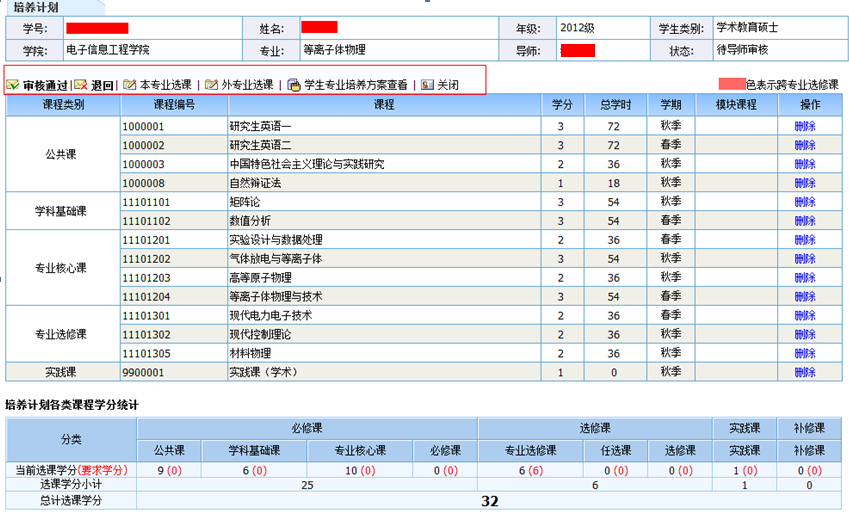 培养计划
学号: 姓名: 年级: 2012级 学生类别: 学术教育硕士
学院: 电子信息工程学院 专业: 等离子体物理 导师: 状态: 待导师审核
审核通过 | 退回 | 本专业选课 | 外专业选课 | 学生专业培养方案查看 | 关闭 色表示跨专业选修课
课程类别 课程编号 课程 学分 总学时 学期 模块课程 操作
公共课 1000001 研究生英语一 3 72 秋季 删除
1000002 研究生英语二 3 72 春季 删除
1000003 中国特色社会主义理论与实践研究 2 36 秋季 删除
1000008 自然辩证法 1 18 秋季 删除
学科基础课 11101101 矩阵论 3 54 秋季 删除
11101102 数值分析 3 54 春季 删除
专业核心课 11101201 实验设计与数据处理 2 36 春季 删除
11101202 气体放电与等离子体 3 54 秋季 删除
11101203 高等原子物理 2 36 秋季 删除
11101204 等离子体物理与技术 3 54 春季 删除
专业选修课 11101301 现代电力电子技术 2 36 春季 删除
11101302 现代控制理论 2 36 秋季 删除
11101305 材料物理 2 36 秋季 删除
实践课 9900001 实践课（学术） 1 0 秋季 删除
培养计划各类课程学分统计
分类 必修课 选修课 实践课 补修课
公共课 学科基础课 专业核心课 必修课 专业选修课 任选课 选修课 实践课 补修课
当前选课学分(要求学分) 9 (0) 6 (0) 10 (0) 0 (0) 6 (6) 0 (0) 0 (0) 1 (0) 0 (0)
选课学分小计 25 6 1 0
总计选课学分 32